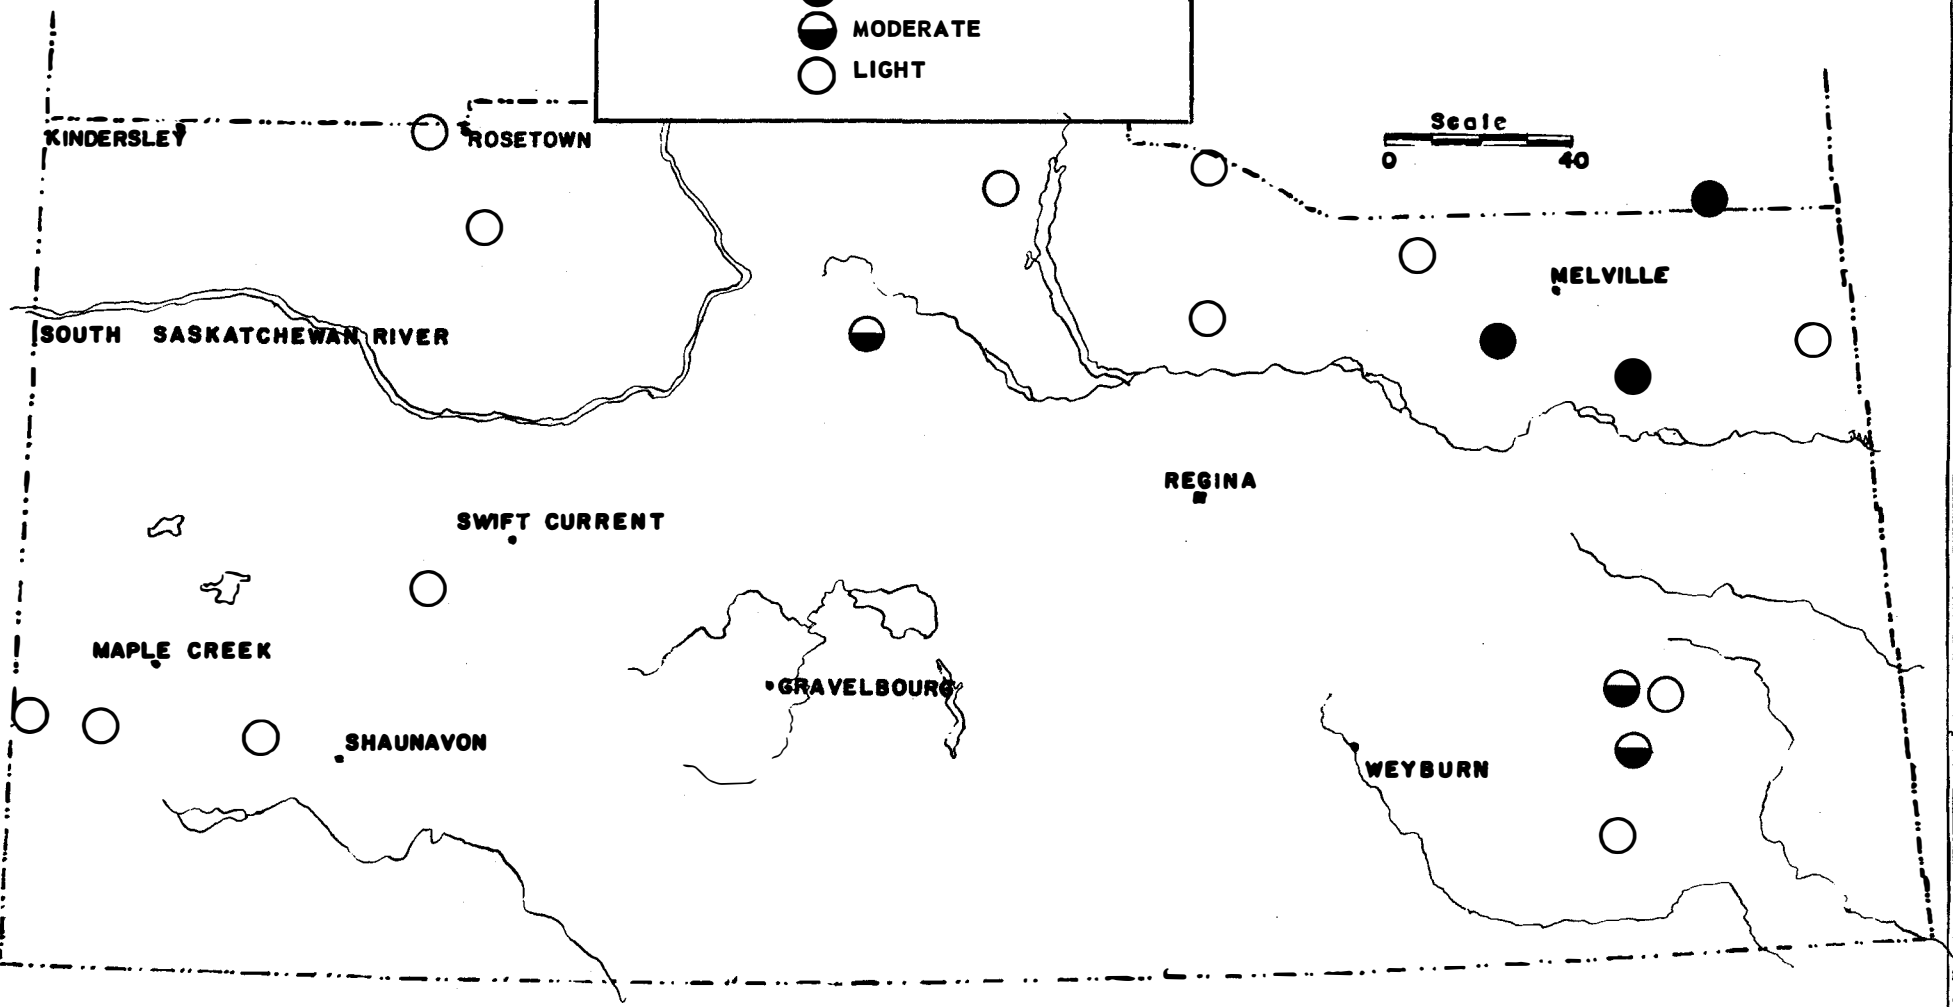 MODERATE
LIGHT
Scale
0 40
KINDERSLEY
ROSETOWN
MELVILLE
SOUTH SASKATCHEWAN RIVER
REGINA
SWIFT CURRENT
MAPLE CREEK
GRAVELBOURG
SHAUNAVON
WEYBURN